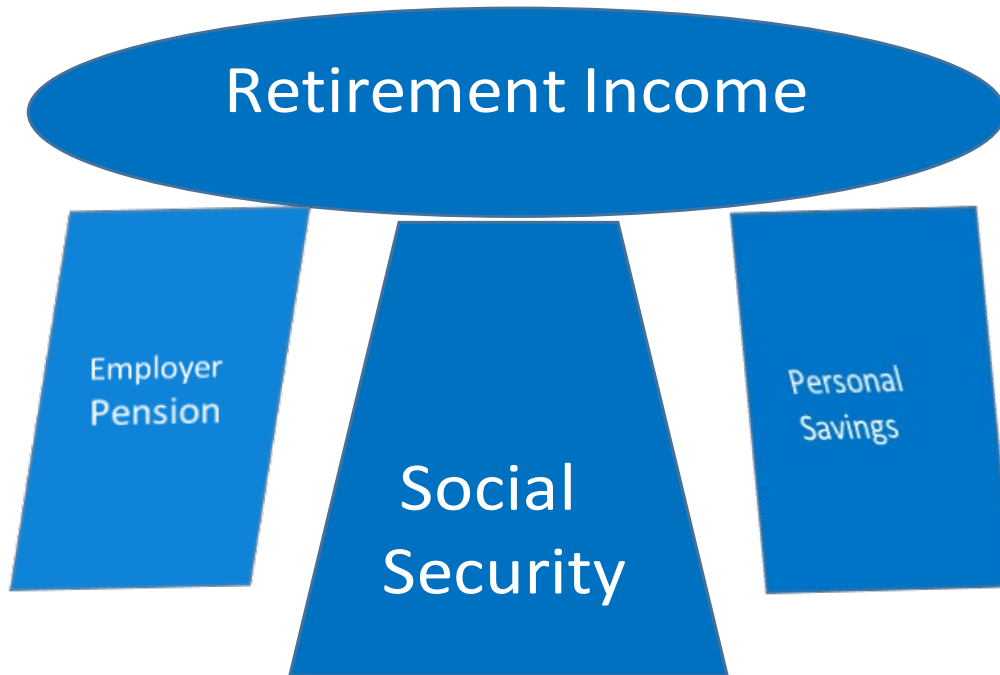 Retirement Income
Employer
Pension
Social
Security
Personal
Savings